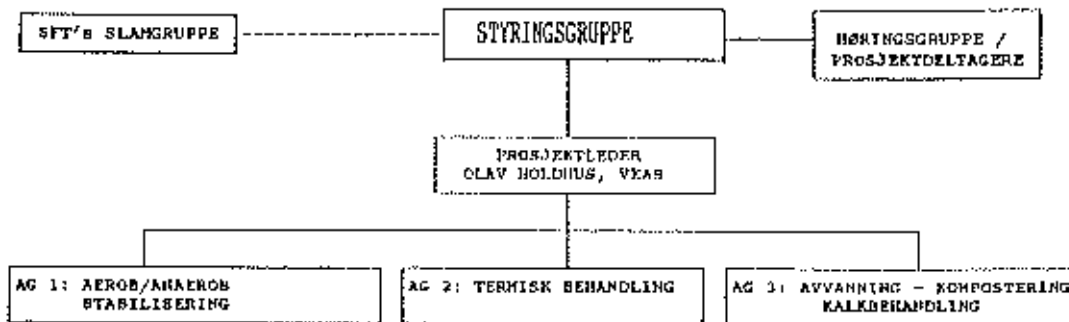 SFT's SLAMGRUPPE
STYRINGSGRUPPE
HØRINGSGRUPPE /
PROSJEKTDELTAGERE
PROSJEKTLEDER
OLAV HOLDHUS, VEAS
AG 1: AEROB/ANAEROB
STABILISERING
AG 2: TERMISK BEHANDLING
AG 3: AVVANNING - KOMPOSTERING
KALKBEHANDLING